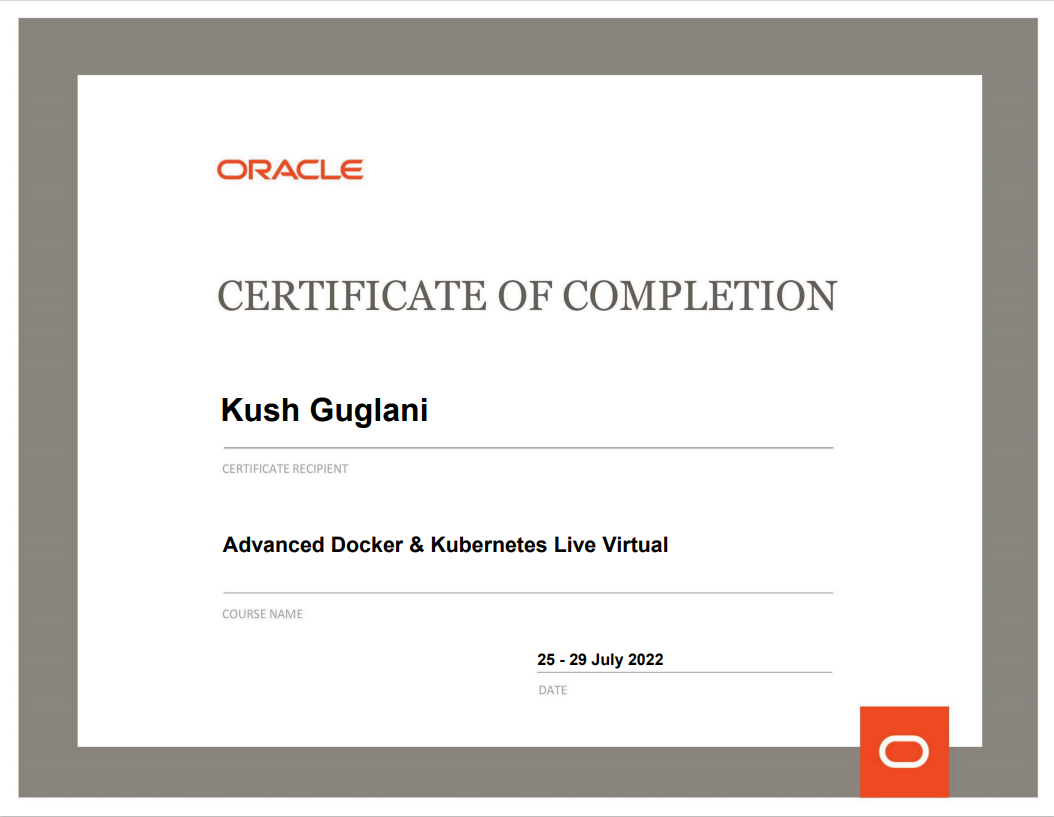 ORACLE
CERTIFICATE OF COMPLETION
Kush Guglani
CERTIFICATE RECIPIENT
Advanced Docker & Kubernetes Live Virtual
COURSE NAME
25 - 29 July 2022
DATE